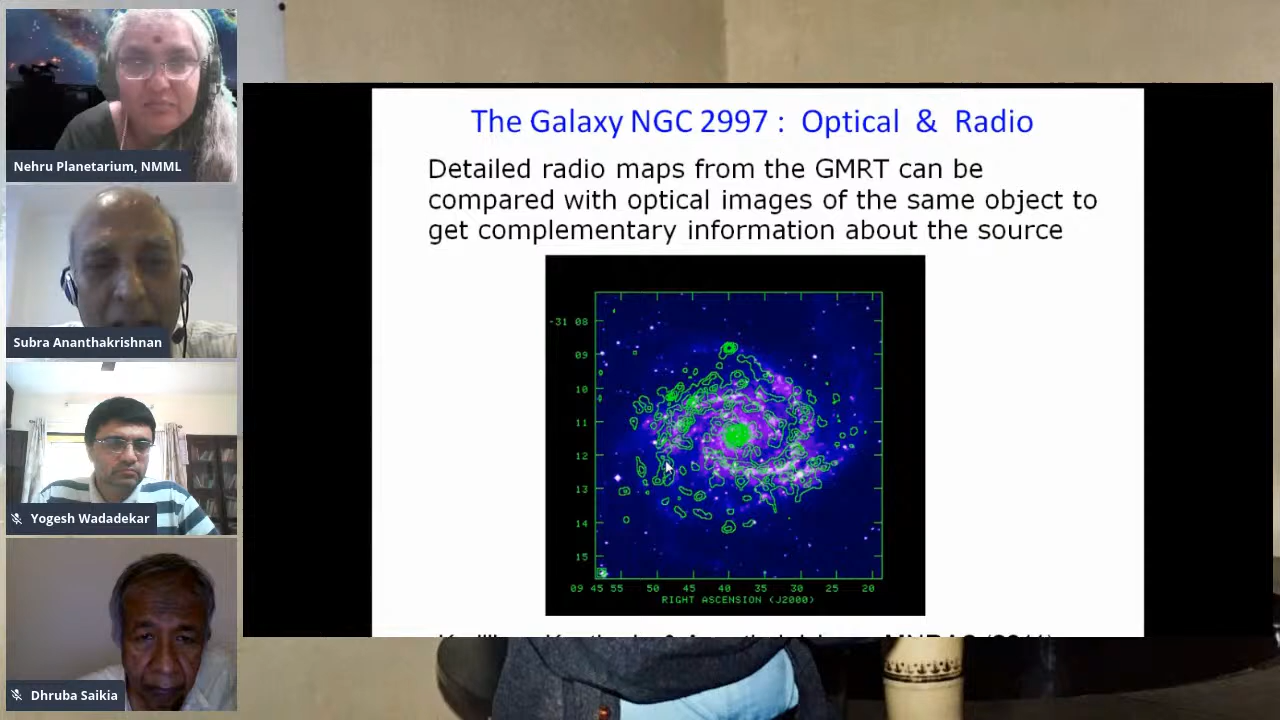 Nehru Planetarium, NMML
Subra Ananthakrishnan
Yogesh Wadadekar
Dhruba Saikia
The Galaxy NGC 2997 : Optical & Radio
Detailed radio maps from the GMRT can be
compared with optical images of the same object to
get complementary information about the source
-31 08
09
10
11
12
13
14
15
09 45 55 50 45 40 35 30 25 20
RIGHT ASCENSION (J2000)